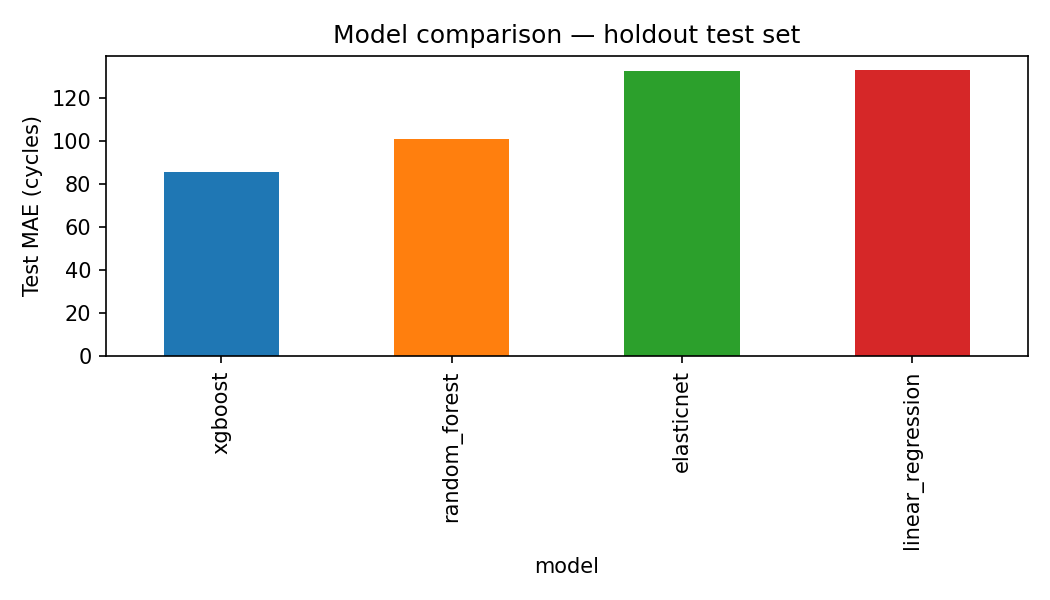 Model comparison — holdout test set
Test MAE (cycles)
120
100
80
60
40
20
0
xgboost
random_forest
elasticnet
linear_regression
model